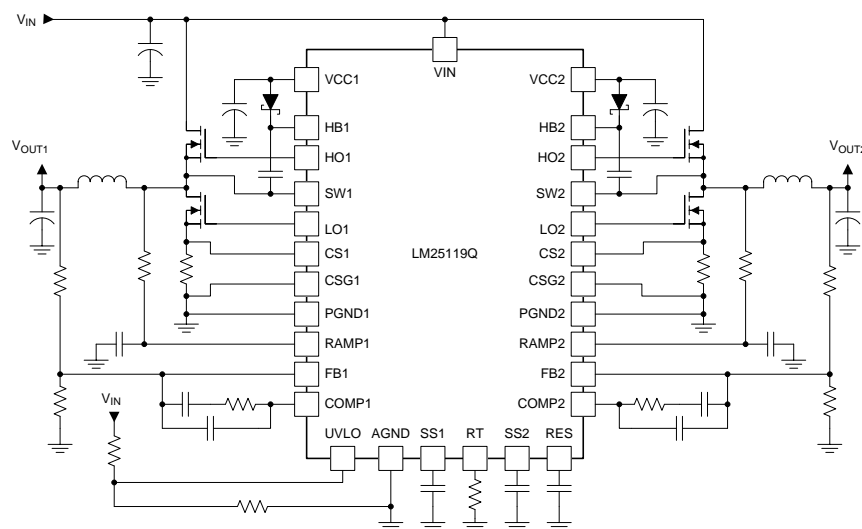 VIN
VIN
VCC1
VCC2
HB1
HB2
VOUT1
HO1
HO2
VOUT2
SW1
SW2
LO1
LO2
CS1
LM25119Q
CS2
CSG1
CSG2
PGND1
PGND2
RAMP1
RAMP2
FB1
FB2
VIN
COMP1
COMP2
UVLO
AGND
SS1
RT
SS2
RES